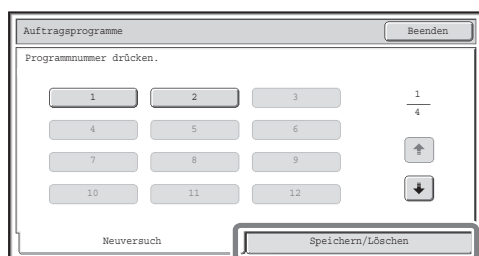 Auftragsprogramme Beenden
Programmnummer drücken.
1 2 3 1
4
4 5 6
7 8 9
10 11 12
Neuversuch Speichern/Löschen